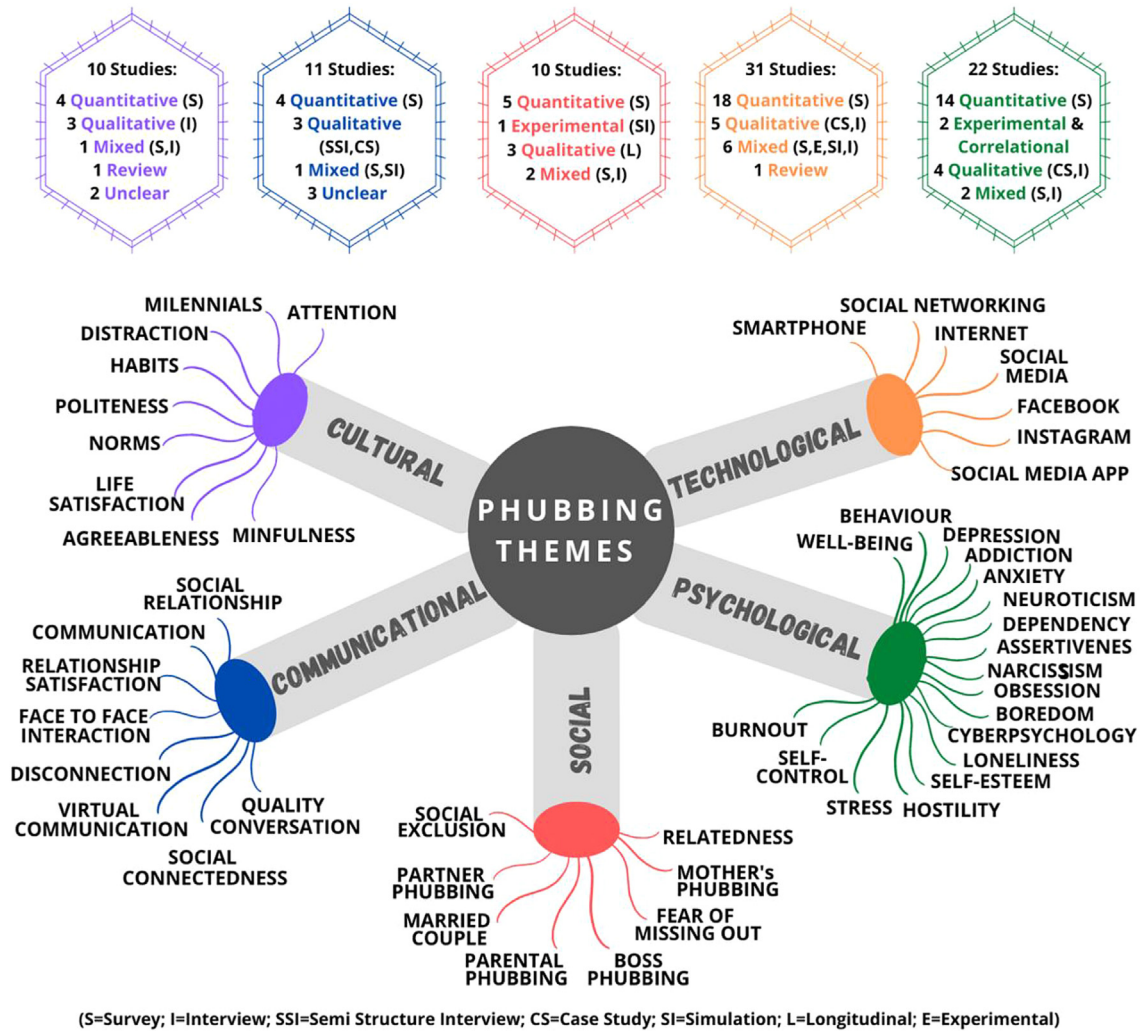 10 Studies:
4 Quantitative (S)
3 Qualitative (I)
1 Mixed (S,I)
1 Review
2 Unclear
11 Studies:
4 Quantitative (S)
3 Qualitative
(SSI,CS)
1 Mixed (S,SI)
3 Unclear
10 Studies:
5 Quantitative (S)
1 Experimental (SI)
3 Qualitative (L)
2 Mixed (S,I)
31 Studies:
18 Quantitative (S)
5 Qualitative (CS,I)
6 Mixed (S,E,SI,I)
1 Review
22 Studies:
14 Quantitative (S)
2 Experimental &
Correlational
4 Qualitative (CS,I)
2 Mixed (S,I)
PHUBBING
THEMES
CULTURAL
MILENNIALS
ATTENTION
DISTRACTION
HABITS
POLITENESS
NORMS
LIFE
SATISFACTION
AGREEABLENESS
MINFULNESS
TECHNOLOGICAL
SMARTPHONE
SOCIAL NETWORKING
INTERNET
SOCIAL
MEDIA
FACEBOOK
INSTAGRAM
SOCIAL MEDIA APP
COMMUNICATIONAL
SOCIAL
RELATIONSHIP
COMMUNICATION
RELATIONSHIP
SATISFACTION
FACE TO FACE
INTERACTION
DISCONNECTION
VIRTUAL
COMMUNICATION
SOCIAL
CONNECTEDNESS
QUALITY
CONVERSATION
SOCIAL
SOCIAL
EXCLUSION
PARTNER
PHUBBING
MARRIED
COUPLE
PARENTAL
PHUBBING
BOSS
PHUBBING
FEAR OF
MISSING OUT
MOTHER's
PHUBBING
RELATEDNESS
PSYCHOLOGICAL
WELL-BEING
BEHAVIOUR
DEPRESSION
ADDICTION
ANXIETY
NEUROTICISM
DEPENDENCY
ASSERTIVENES
NARCISSISM
OBSESSION
BOREDOM
CYBERPSYCHOLOGY
LONELINESS
SELF-ESTEEM
HOSTILITY
STRESS
SELF-
CONTROL
BURNOUT
(S=Survey; I=Interview; SSI=Semi Structure Interview; CS=Case Study; SI=Simulation; L=Longitudinal; E=Experimental)